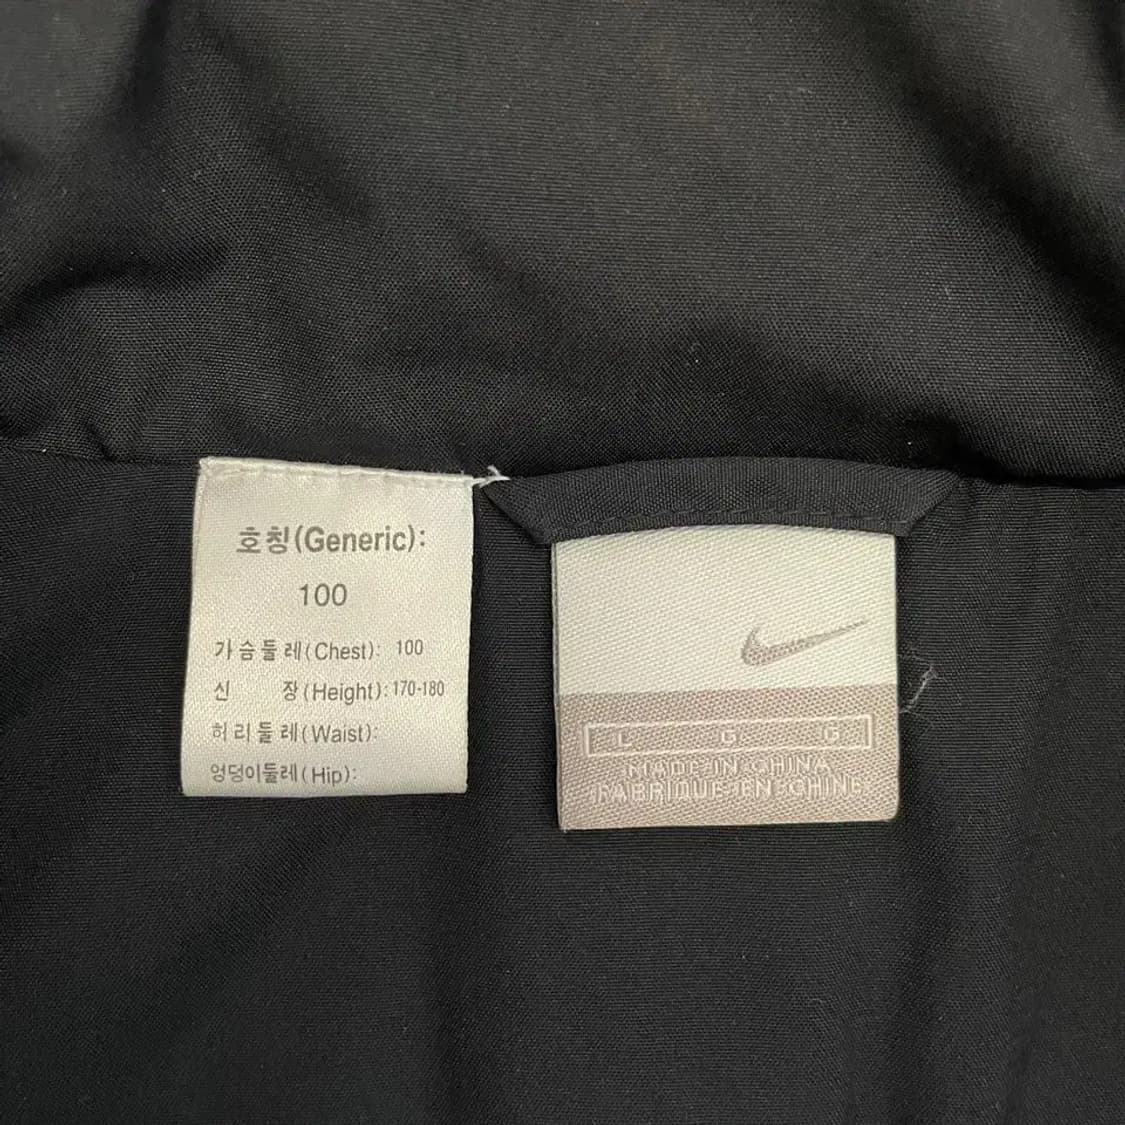 호칭(Generic):
100
가슴둘레(Chest): 100
신 장(Height): 170-180
허리둘레(Waist):
엉덩이둘레(Hip):
L G G
MADE IN CHINA
FABRIQUE EN CHINE